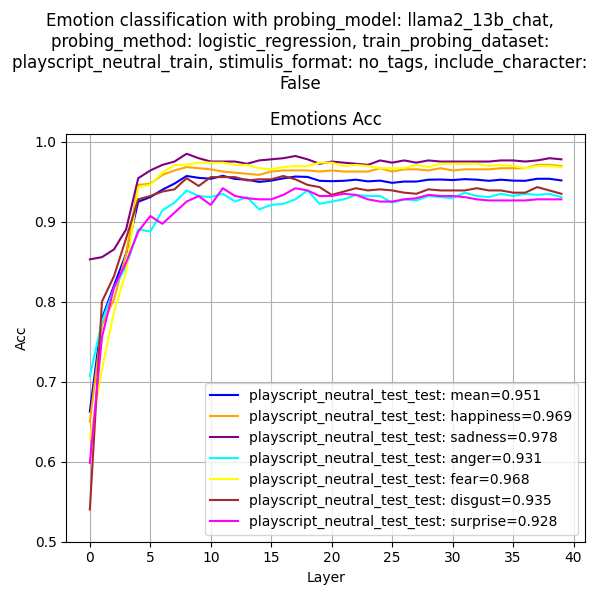 Emotion classification with probing_model: llama2_13b_chat,
probing_method: logistic_regression, train_probing_dataset:
playscript_neutral_train, stimulis_format: no_tags, include_character:
False
Emotions Acc
1.0
0.9
0.8
0.7
0.6
0.5
Acc
playscript_neutral_test_test: mean=0.951
playscript_neutral_test_test: happiness=0.969
playscript_neutral_test_test: sadness=0.978
playscript_neutral_test_test: anger=0.931
playscript_neutral_test_test: fear=0.968
playscript_neutral_test_test: disgust=0.935
playscript_neutral_test_test: surprise=0.928
0 5 10 15 20 25 30 35 40
Layer